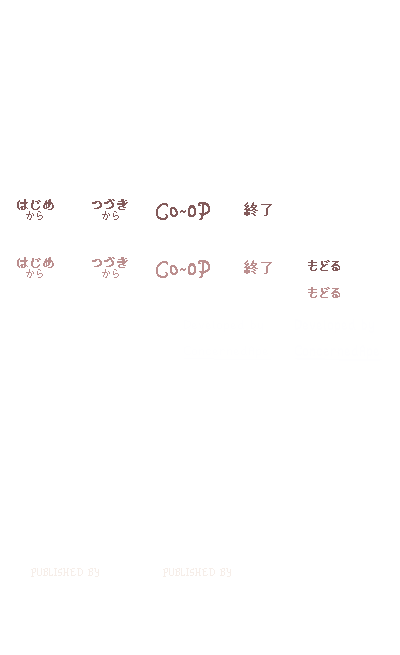 はじめ つづき Co-op 終了
から から
はじめ つづき Co-op 終了 もどる
から から
もどる
PUBLISHED BY PUBLISHED BY